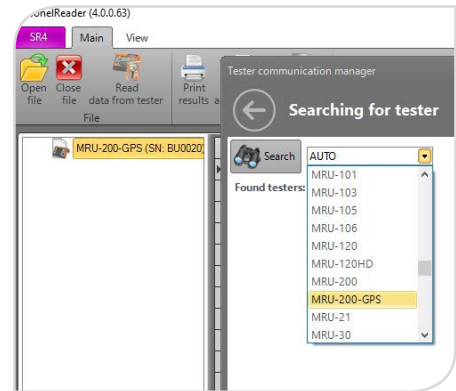 SonelReader (4.0.0.63)
SR4 Main View
Open file
Close file
Read data from tester
Print results
File
MRU-200-GPS (SN: BU0020
Tester communication manager
Searching for tester
Search
AUTO
Found testers:
MRU-101
MRU-103
MRU-105
MRU-106
MRU-120
MRU-120HD
MRU-200
MRU-200-GPS
MRU-21
MRU-30